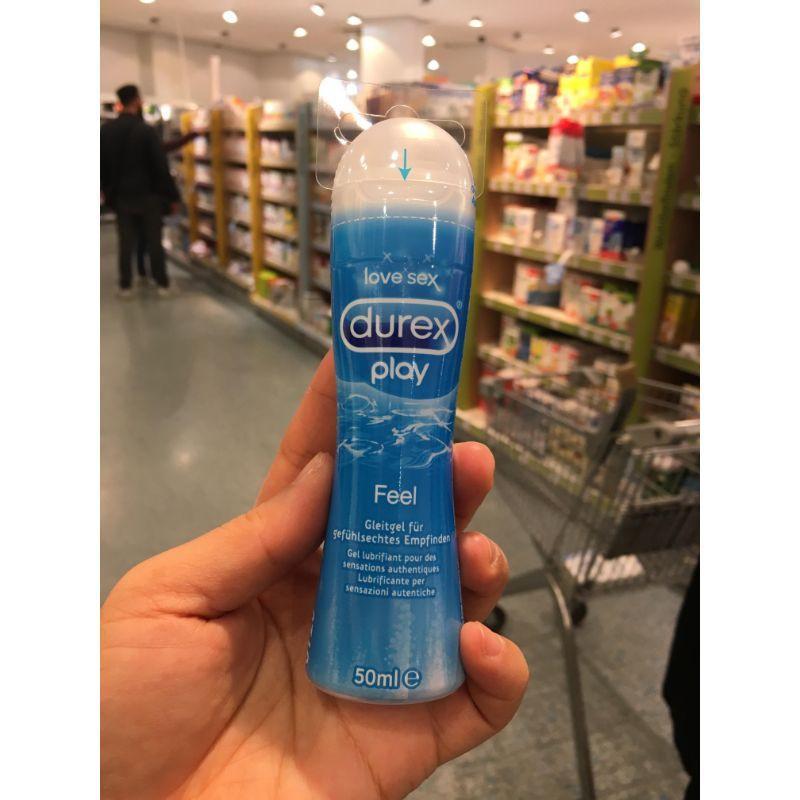 love sex
durex®
play
Feel
Gleitgel für
gefühlsechtes Empfinden
Gel lubrifiant pour des
sensations authentiques
Lubrificante per
sensazioni autentiche
50ml ℮